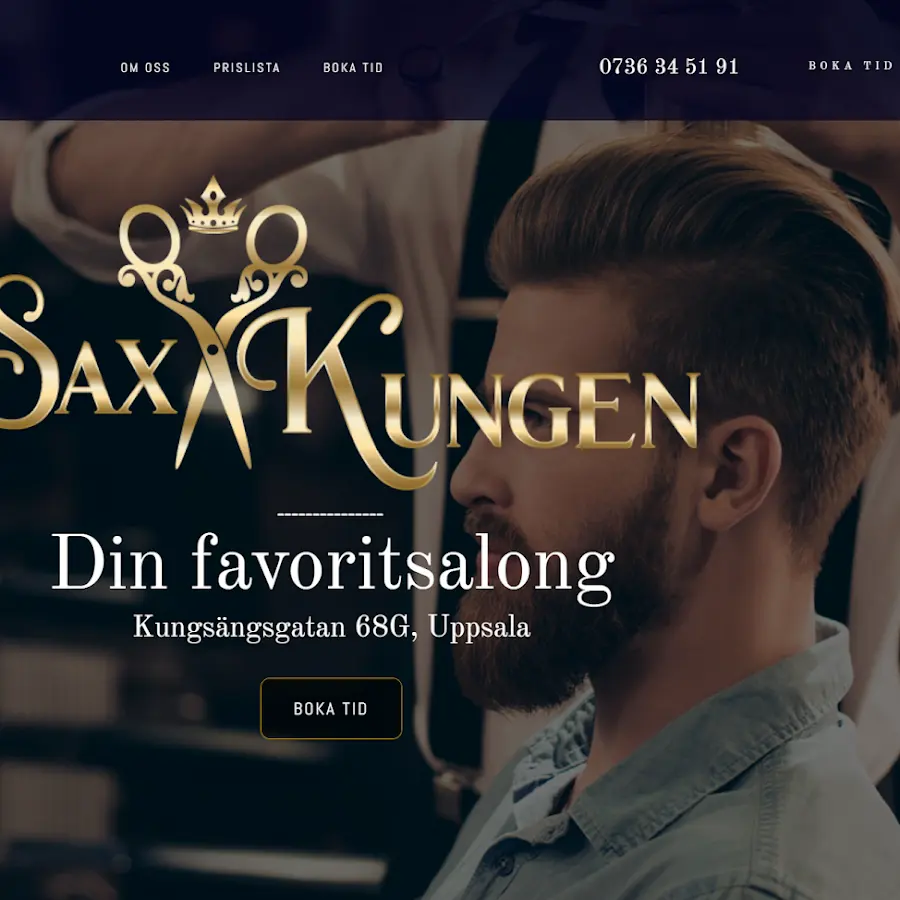 OM OSS PRISLISTA BOKA TID 0736 34 51 91 BOKA TID
SAX KUNGEN
---------------
Din favoritsalong
Kungsängsgatan 68G, Uppsala
BOKA TID